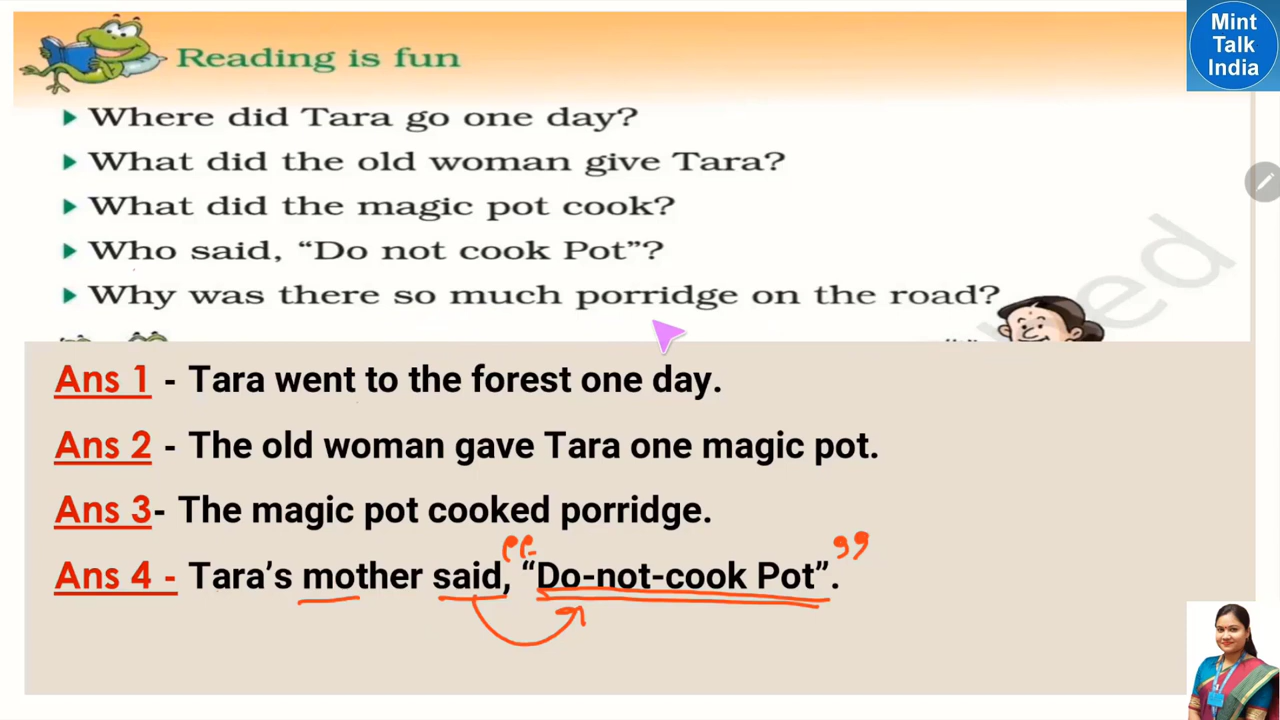 Reading is fun
Mint
Talk
India
Where did Tara go one day?
What did the old woman give Tara?
What did the magic pot cook?
Who said, “Do not cook Pot”?
Why was there so much porridge on the road?
Ans 1 - Tara went to the forest one day.
Ans 2 - The old woman gave Tara one magic pot.
Ans 3- The magic pot cooked porridge.
Ans 4 - Tara’s mother said, “Do-not-cook Pot”.